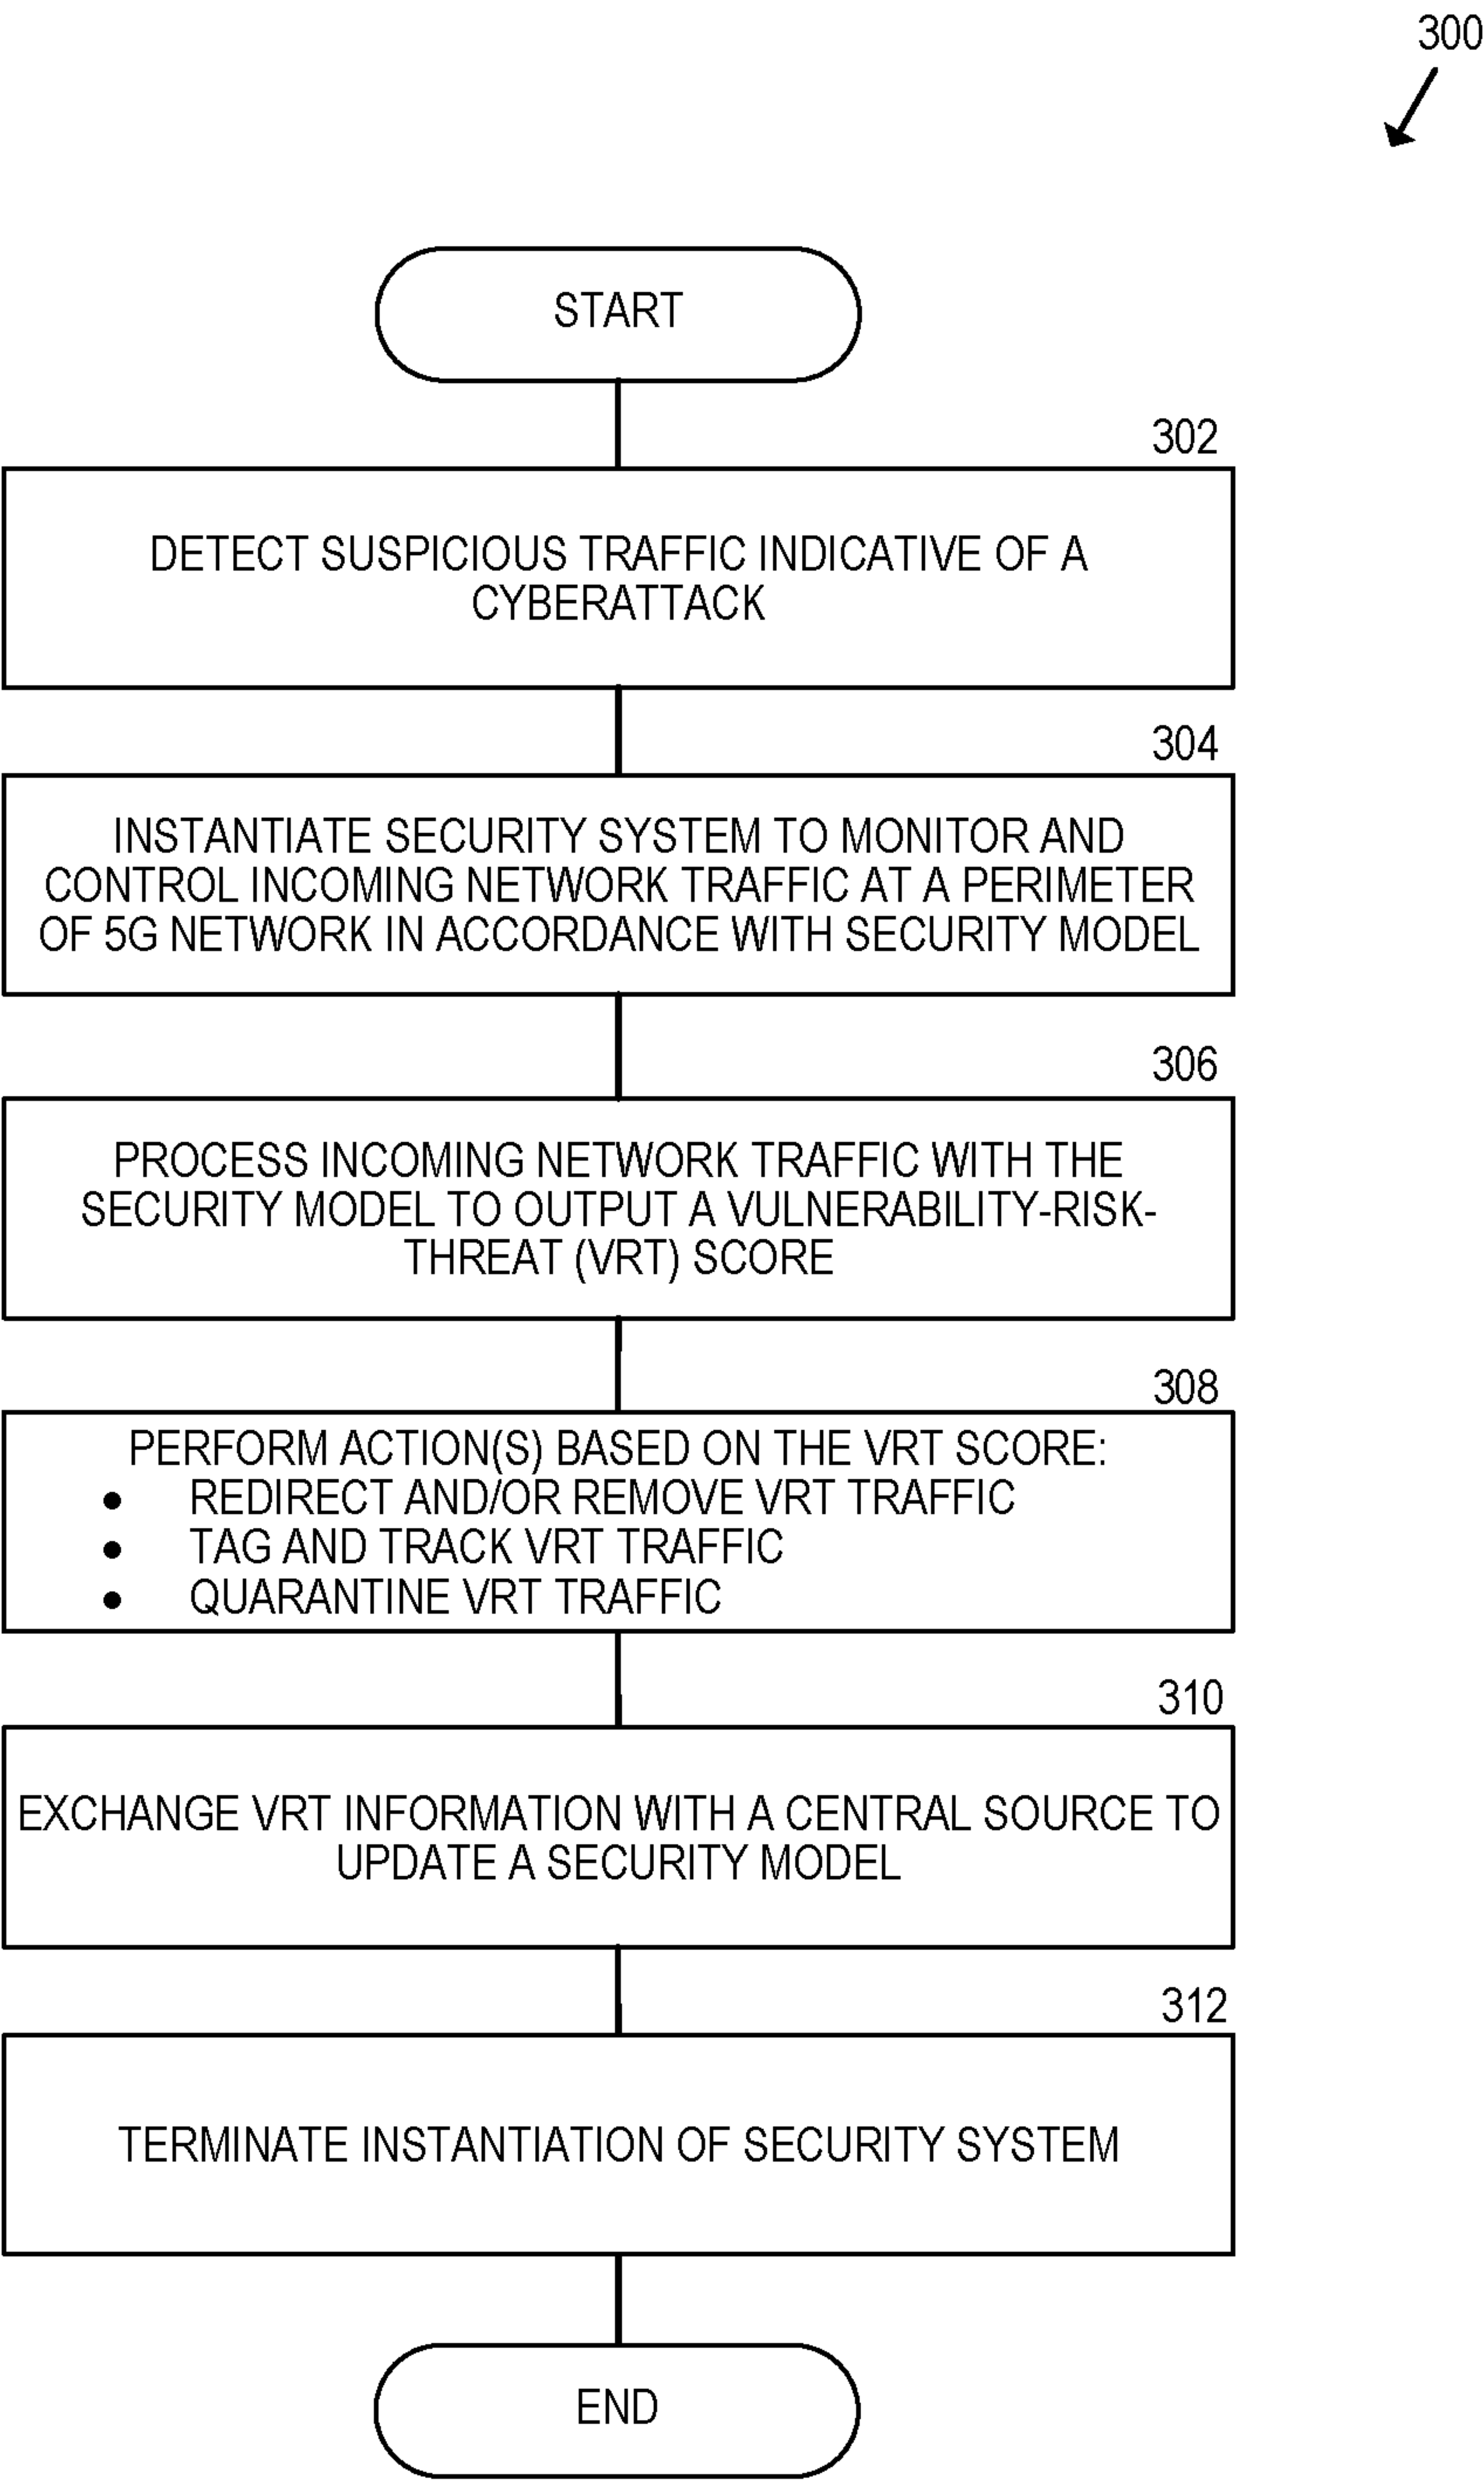 300
START
302
DETECT SUSPICIOUS TRAFFIC INDICATIVE OF A
CYBERATTACK
304
INSTANTIATE SECURITY SYSTEM TO MONITOR AND
CONTROL INCOMING NETWORK TRAFFIC AT A PERIMETER
OF 5G NETWORK IN ACCORDANCE WITH SECURITY MODEL
306
PROCESS INCOMING NETWORK TRAFFIC WITH THE
SECURITY MODEL TO OUTPUT A VULNERABILITY-RISK-
THREAT (VRT) SCORE
308
PERFORM ACTION(S) BASED ON THE VRT SCORE:
● REDIRECT AND/OR REMOVE VRT TRAFFIC
● TAG AND TRACK VRT TRAFFIC
● QUARANTINE VRT TRAFFIC
310
EXCHANGE VRT INFORMATION WITH A CENTRAL SOURCE TO
UPDATE A SECURITY MODEL
312
TERMINATE INSTANTIATION OF SECURITY SYSTEM
END